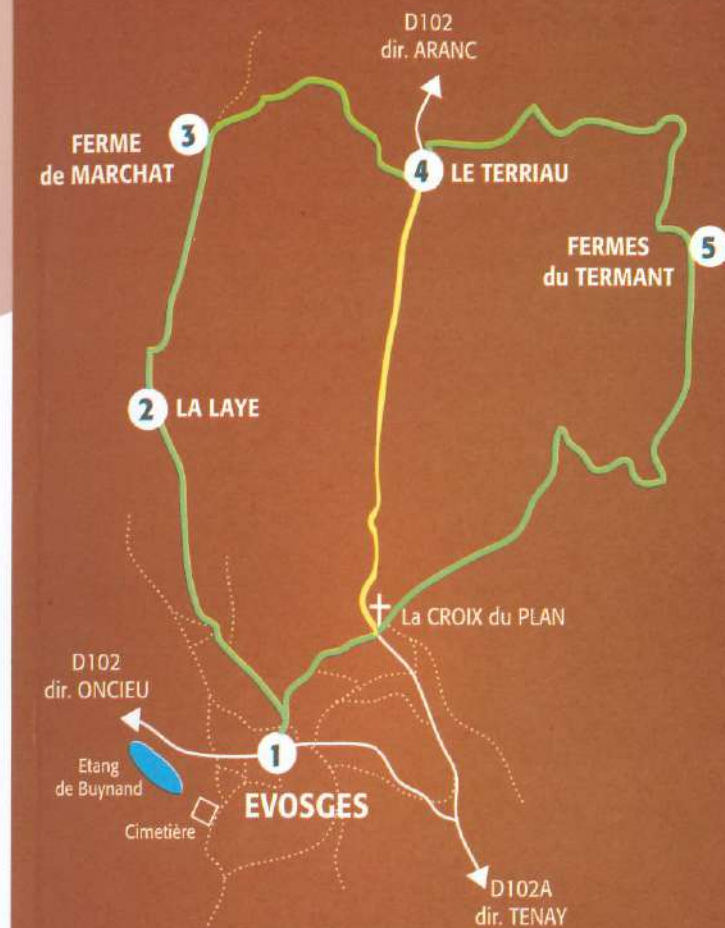 D102
dir. ARANC
3
FERME
de MARCHAT
4
LE TERRIAU
FERMES
du TERMANT
5
2
LA LAYE
La CROIX du PLAN
D102
dir. ONCIEU
1
Etang
de Buynand
EVOSGES
Cimetière
D102A
dir. TENAY